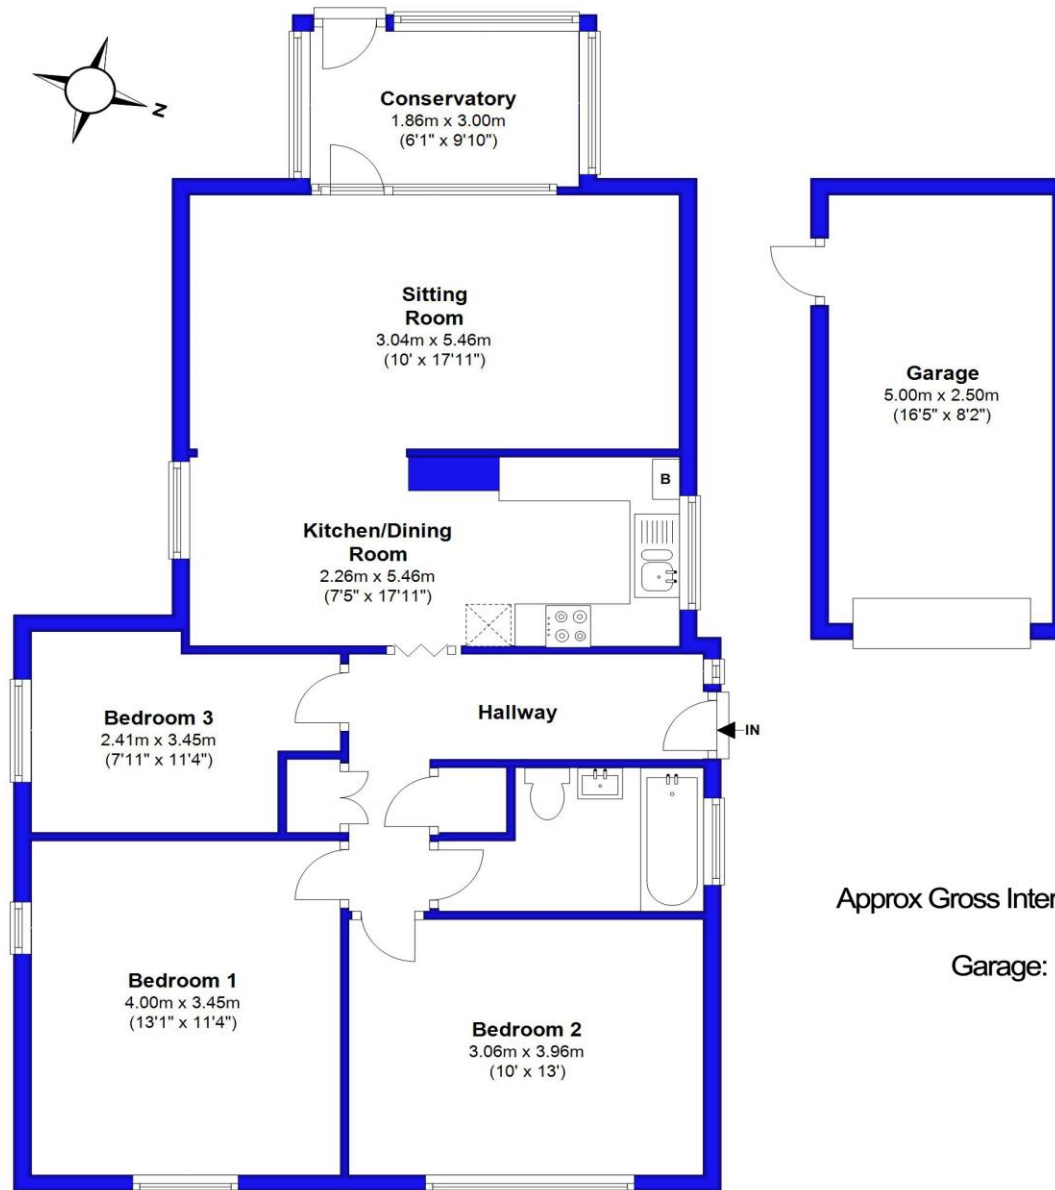 N
Conservatory
1.86m x 3.00m
(6'1" x 9'10")
Sitting
Room
3.04m x 5.46m
(10' x 17'11")
Garage
5.00m x 2.50m
(16'5" x 8'2")
B
Kitchen/Dining
Room
2.26m x 5.46m
(7'5" x 17'11")
Bedroom 3
2.41m x 3.45m
(7'11" x 11'4")
Hallway
IN
Approx Gross Inter
Garage:
Bedroom 1
4.00m x 3.45m
(13'1" x 11'4")
Bedroom 2
3.06m x 3.96m
(10' x 13')